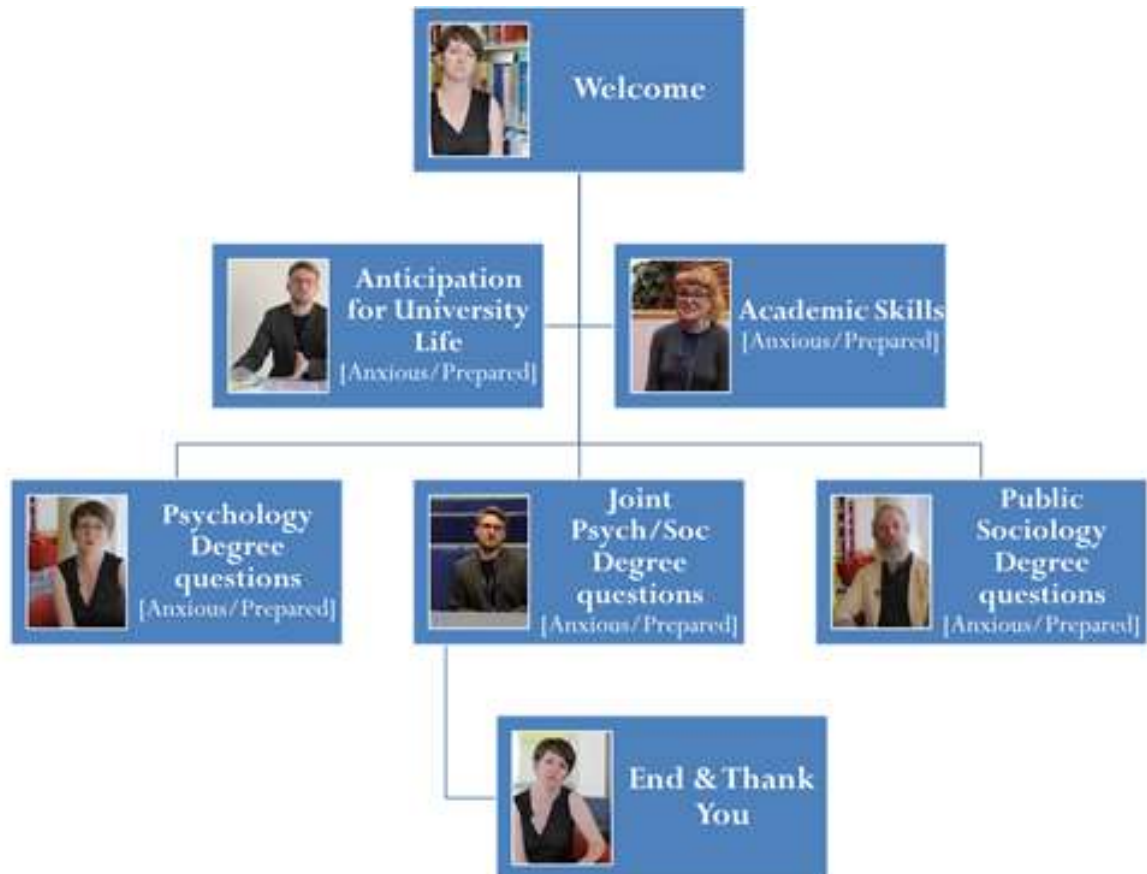 Welcome
Anticipation
for University
Life
[Anxious/Prepared]
Academic Skills
[Anxious/Prepared]
Psychology
Degree
questions
[Anxious/Prepared]
Joint
Psych/Soc
Degree
questions
[Anxious/Prepared]
Public
Sociology
Degree
questions
[Anxious/Prepared]
End & Thank
You